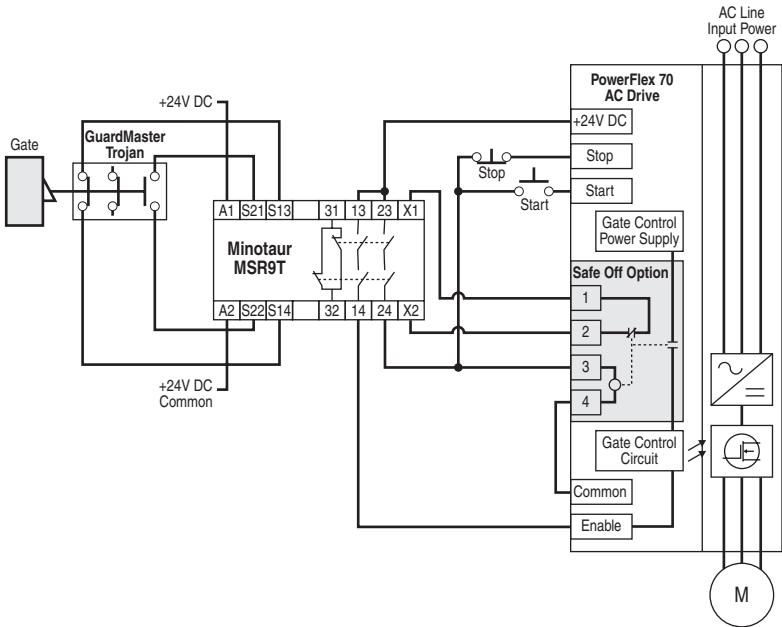 AC Line
Input Power
PowerFlex 70
AC Drive
+24V DC
+24V DC
GuardMaster
Trojan
Gate
Stop
Stop
Start
Start
A1 S21 S13 31 13 23 X1
Minotaur
MSR9T
A2 S22 S14 32 14 24 X2
Gate Control
Power Supply
Safe Off Option
1
2
3
4
+24V DC
Common
Gate Control
Circuit
Common
Enable
M